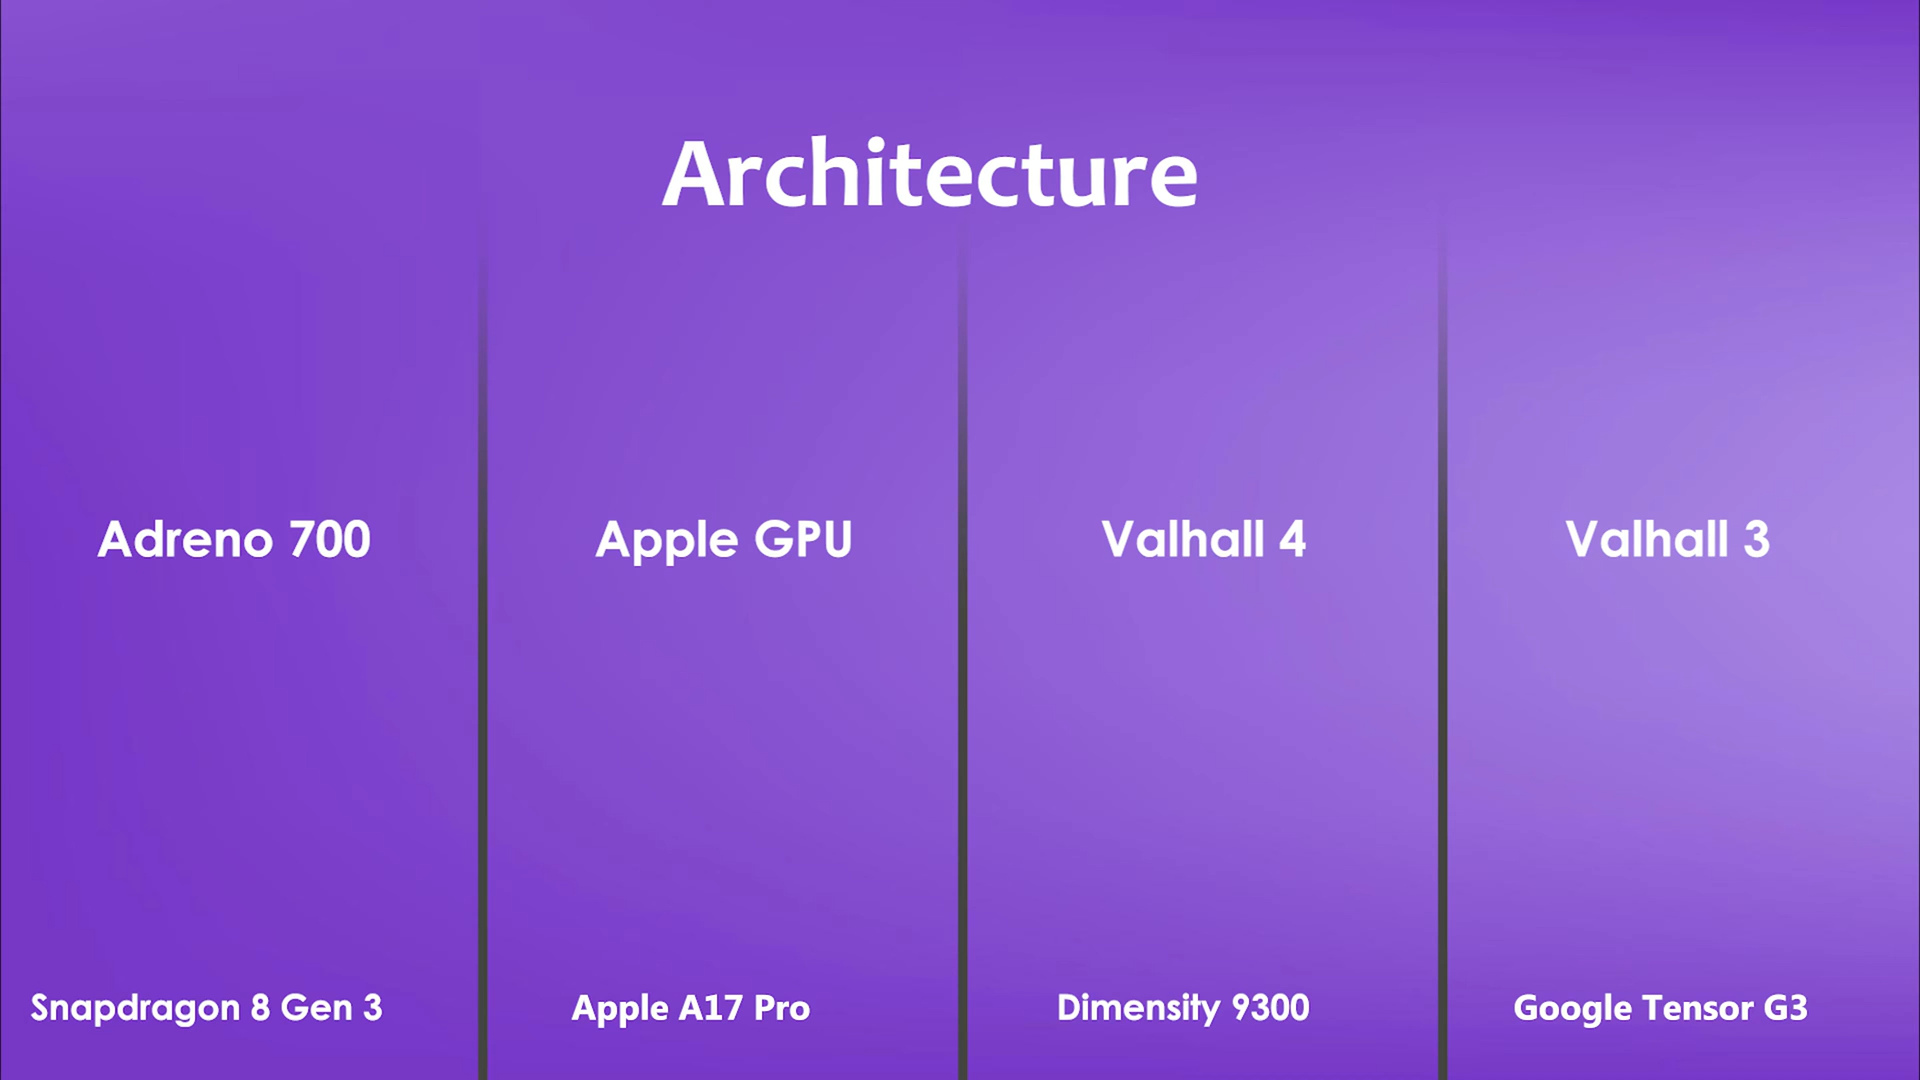 Architecture
Adreno 700
Apple GPU
Valhall 4
Valhall 3
Snapdragon 8 Gen 3
Apple A17 Pro
Dimensity 9300
Google Tensor G3